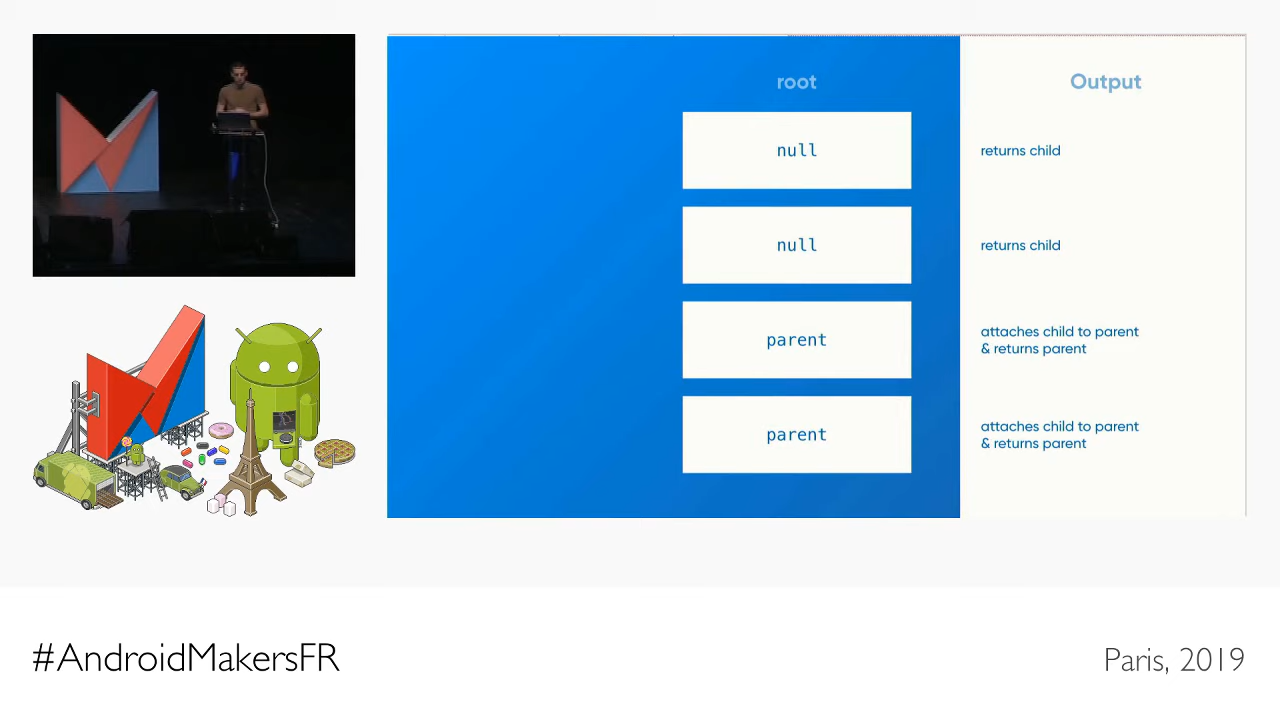 root
Output
null
returns child
null
returns child
parent
attaches child to parent
& returns parent
parent
attaches child to parent
& returns parent
#AndroidMakersFR
Paris, 2019